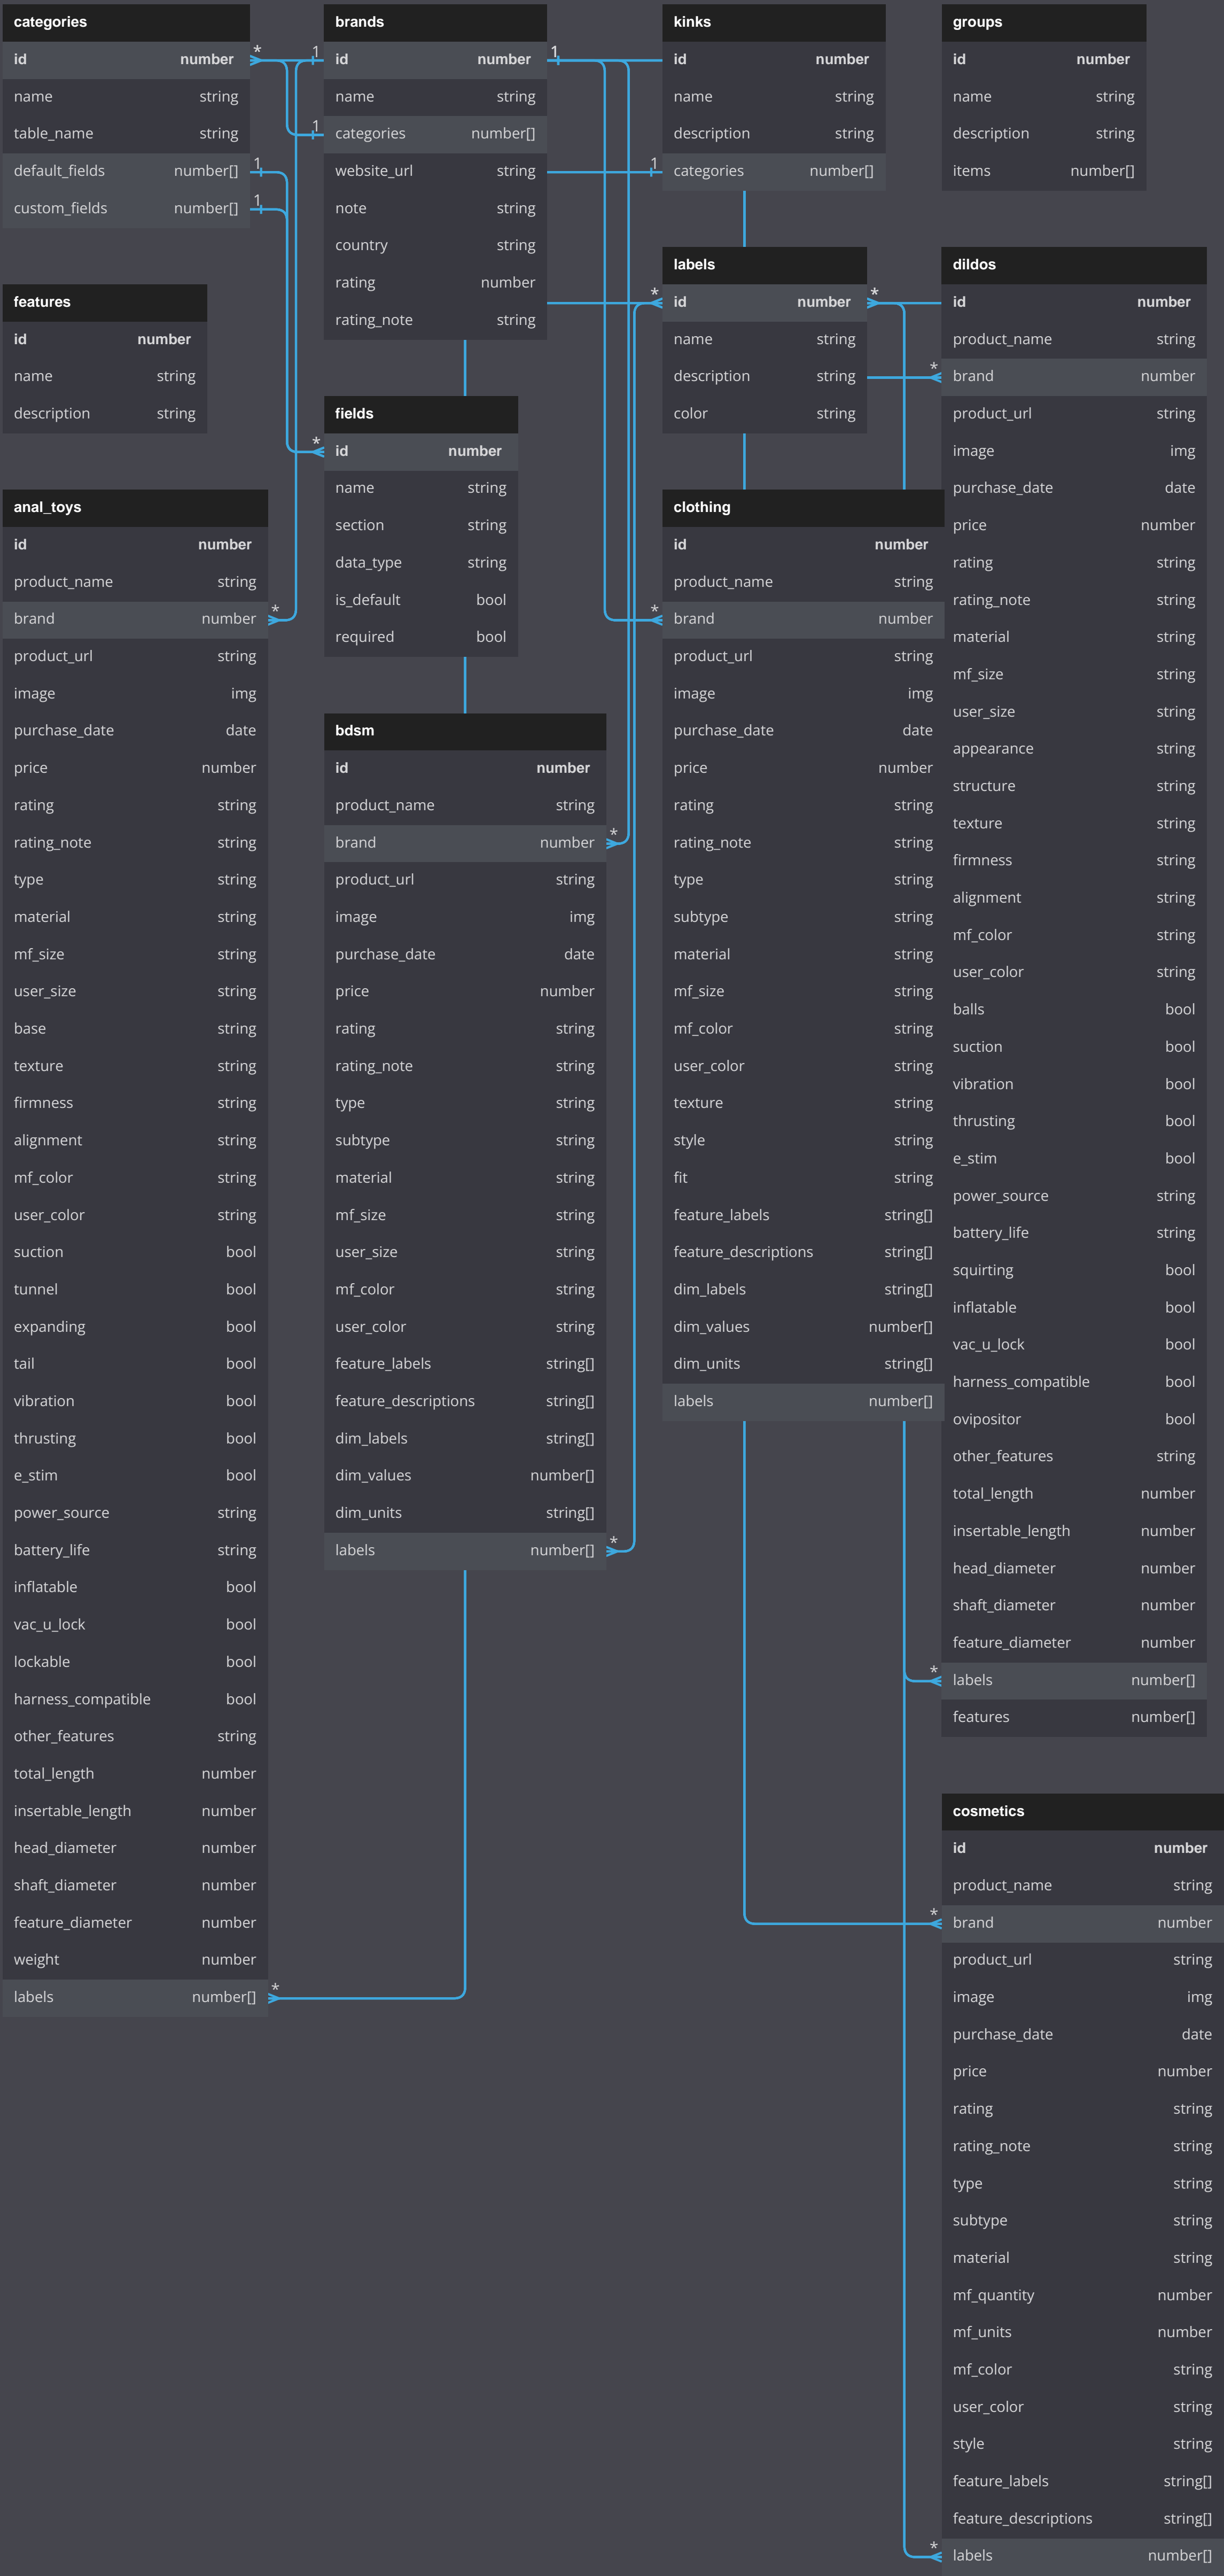 categories
id number
name string
table_name string
default_fields number[]
custom_fields number[]
* 1
1
1
1
brands
id number
name string
categories number[]
website_url string
note string
country string
rating number
rating_note string
1
1
kinks
id number
name string
description string
categories number[]
groups
id number
name string
description string
items number[]
features
id number
name string
description string
*
fields
id number
name string
section string
data_type string
is_default bool
required bool
* *
labels
id number
name string
description string
color string
anal_toys
id number
product_name string
brand number *
product_url string
image img
purchase_date date
price number
rating string
rating_note string
type string
material string
mf_size string
user_size string
base string
texture string
firmness string
alignment string
mf_color string
user_color string
suction bool
tunnel bool
expanding bool
tail bool
vibration bool
thrusting bool
e_stim bool
power_source string
battery_life string
inflatable bool
vac_u_lock bool
lockable bool
harness_compatible bool
other_features string
total_length number
insertable_length number
head_diameter number
shaft_diameter number
feature_diameter number
weight number
labels number[] *
bdsm
id number
product_name string
brand number *
product_url string
image img
purchase_date date
price number
rating string
rating_note string
type string
subtype string
material string
mf_size string
user_size string
mf_color string
user_color string
feature_labels string[]
feature_descriptions string[]
dim_labels string[]
dim_values number[]
dim_units string[]
labels number[] *
clothing
id number
product_name string
* brand number
product_url string
image img
purchase_date date
price number
rating string
rating_note string
type string
subtype string
material string
mf_size string
mf_color string
user_color string
texture string
style string
fit string
feature_labels string[]
feature_descriptions string[]
dim_labels string[]
dim_values number[]
dim_units string[]
labels number[]
dildos
id number
product_name string
* brand number
product_url string
image img
purchase_date date
price number
rating string
rating_note string
material string
mf_size string
user_size string
appearance string
structure string
texture string
firmness string
alignment string
mf_color string
user_color string
balls bool
suction bool
vibration bool
thrusting bool
e_stim bool
power_source string
battery_life string
squirting bool
inflatable bool
vac_u_lock bool
harness_compatible bool
ovipositor bool
other_features string
total_length number
insertable_length number
head_diameter number
shaft_diameter number
feature_diameter number
* labels number[]
features number[]
cosmetics
id number
product_name string
* brand number
product_url string
image img
purchase_date date
price number
rating string
rating_note string
type string
subtype string
material string
mf_quantity number
mf_units number
mf_color string
user_color string
style string
feature_labels string[]
feature_descriptions string[]
* labels number[]